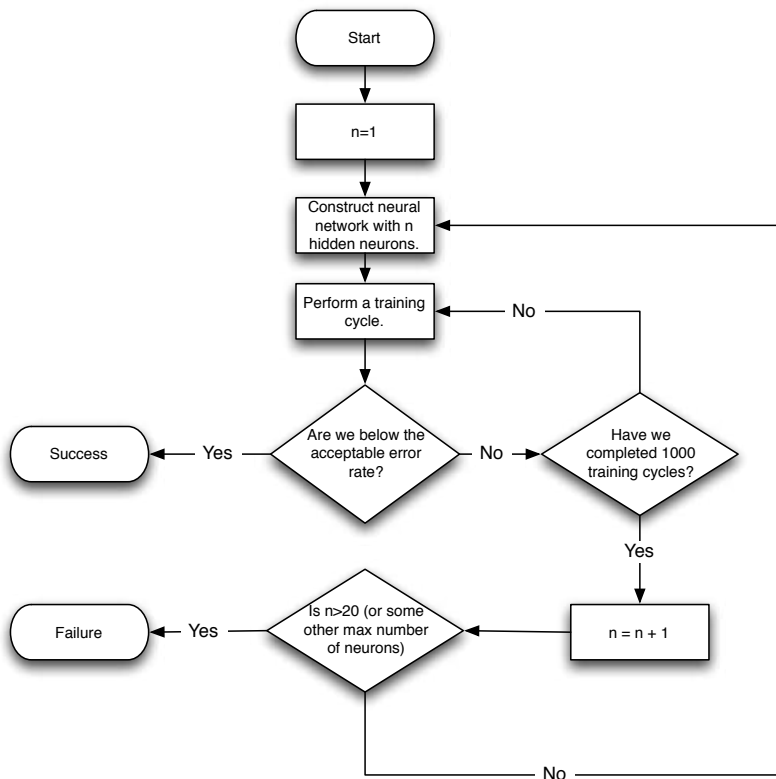 Start
n=1
Construct neural
network with n
hidden neurons.
Perform a training
cycle.
No
Are we below the
acceptable error
rate?
Yes
Success
No
Have we
completed 1000
training cycles?
Yes
n = n + 1
Is n>20 (or some
other max number
of neurons)
Yes
Failure
No